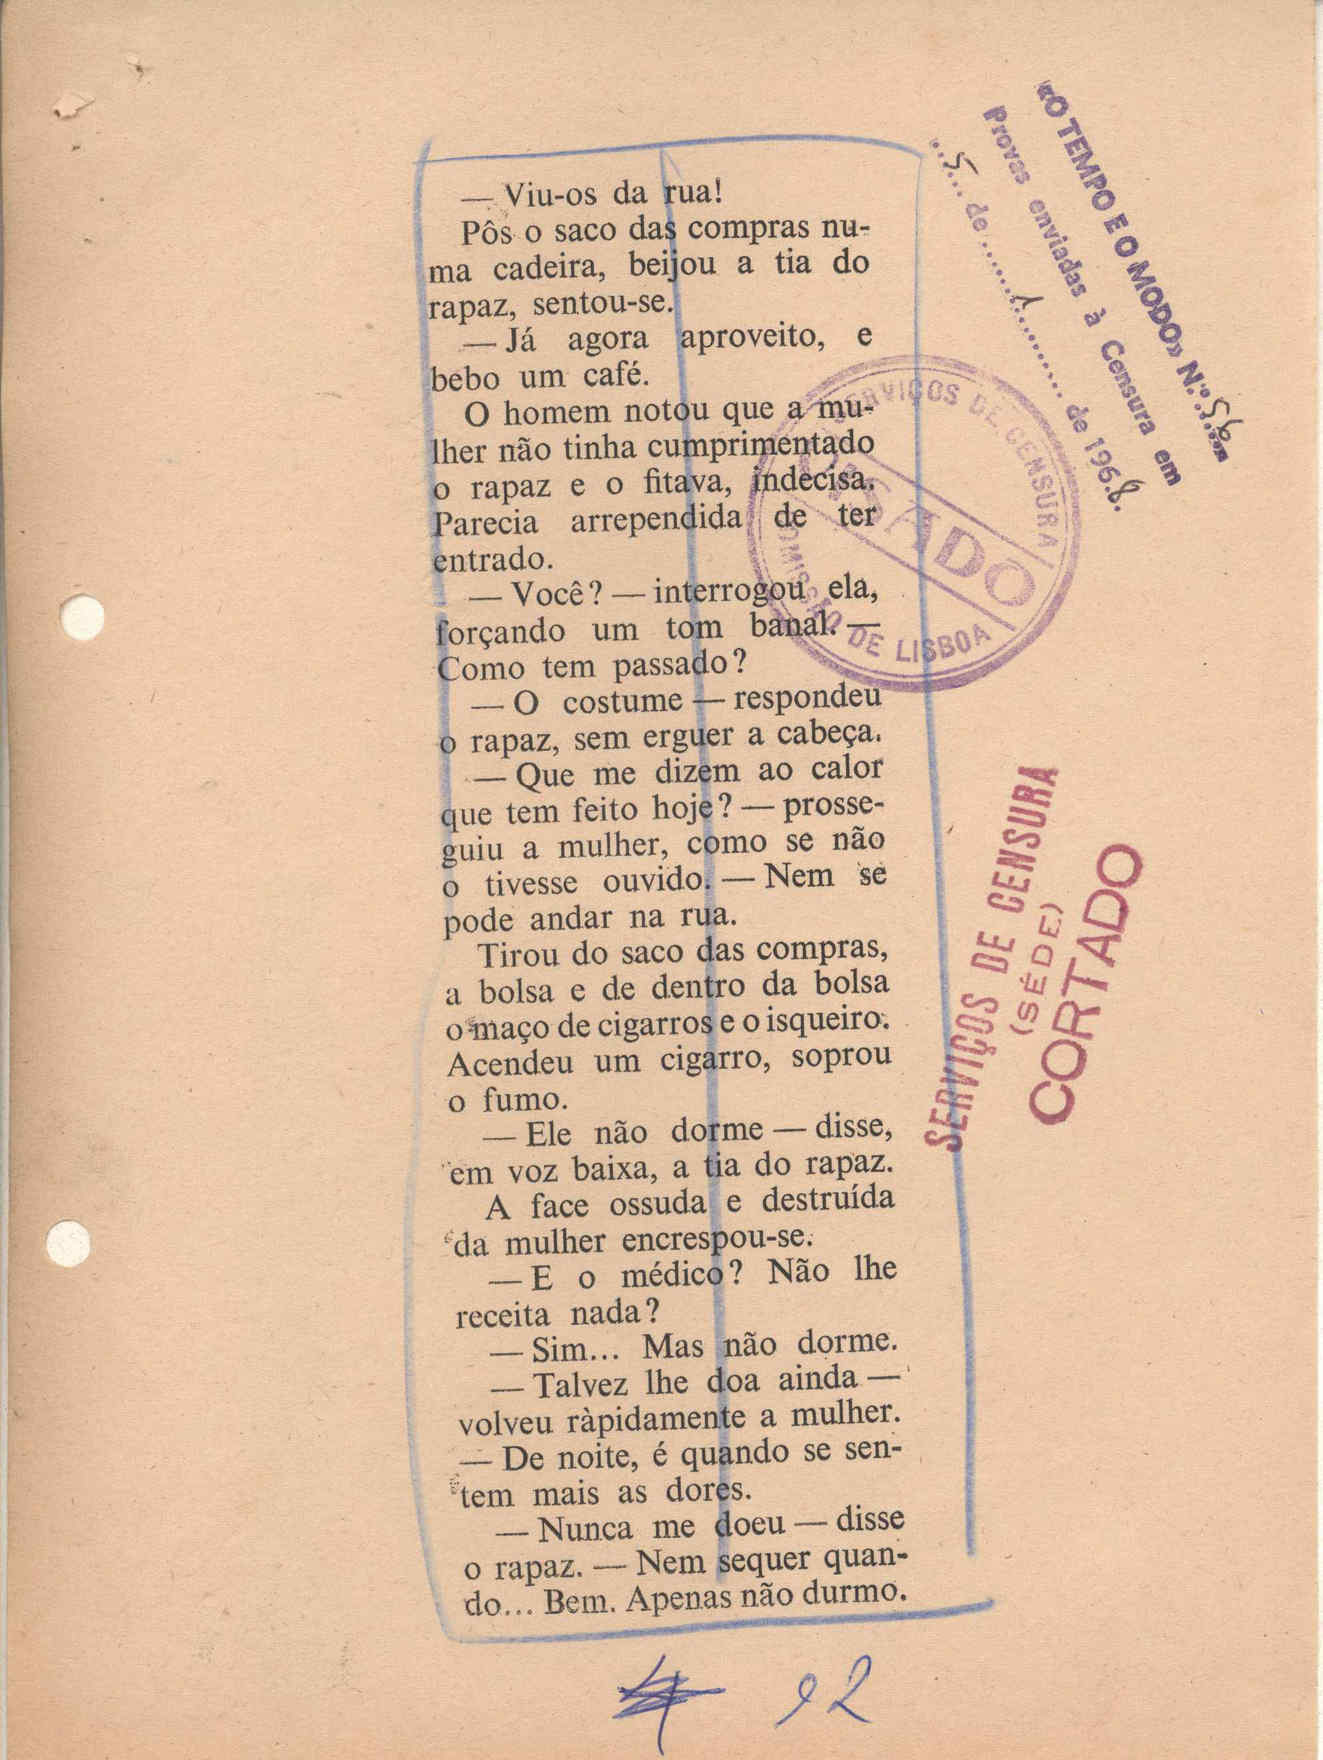 «O TEMPO E O MODO» N.º 56
Provas enviadas à Censura em
5 de 1 de 1968.
— Viu-os da rua!
Pôs o saco das compras nu-
ma cadeira, beijou a tia do
rapaz, sentou-se.
— Já agora aproveito, e
bebo um café.
O homem notou que a mu-
lher não tinha cumprimentado
o rapaz e o fitava, indecisa.
Parecia arrependida de ter
entrado.
— Você? — interrogou ela,
forçando um tom banal. —
Como tem passado?
— O costume — respondeu
o rapaz, sem erguer a cabeça.
— Que me dizem ao calor
que tem feito hoje? — prosse-
guiu a mulher, como se não
o tivesse ouvido. — Nem se
pode andar na rua.
Tirou do saco das compras,
a bolsa e de dentro da bolsa
o maço de cigarros e o isqueiro.
Acendeu um cigarro, soprou
o fumo.
— Ele não dorme — disse,
em voz baixa, a tia do rapaz.
A face ossuda e destruída
da mulher encrespou-se.
— E o médico? Não lhe
receita nada?
— Sim... Mas não dorme.
— Talvez lhe doa ainda —
volveu ràpidamente a mulher.
— De noite, é quando se sen-
tem mais as dores.
— Nunca me doeu — disse
o rapaz. — Nem sequer quan-
do... Bem. Apenas não durmo.
SERVIÇOS DE CENSURA
VISADO
COMISSÃO DE LISBOA
SERVIÇOS DE CENSURA
(SÉDE)
CORTADO